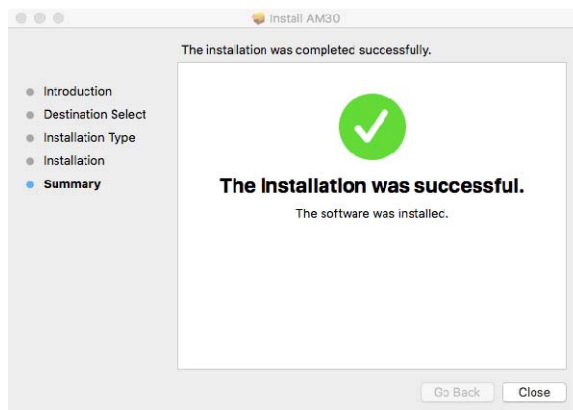 Install AM30
The installation was completed successfully.
Introduction
Destination Select
Installation Type
Installation
Summary
The installation was successful.
The software was installed.
Go Back
Close